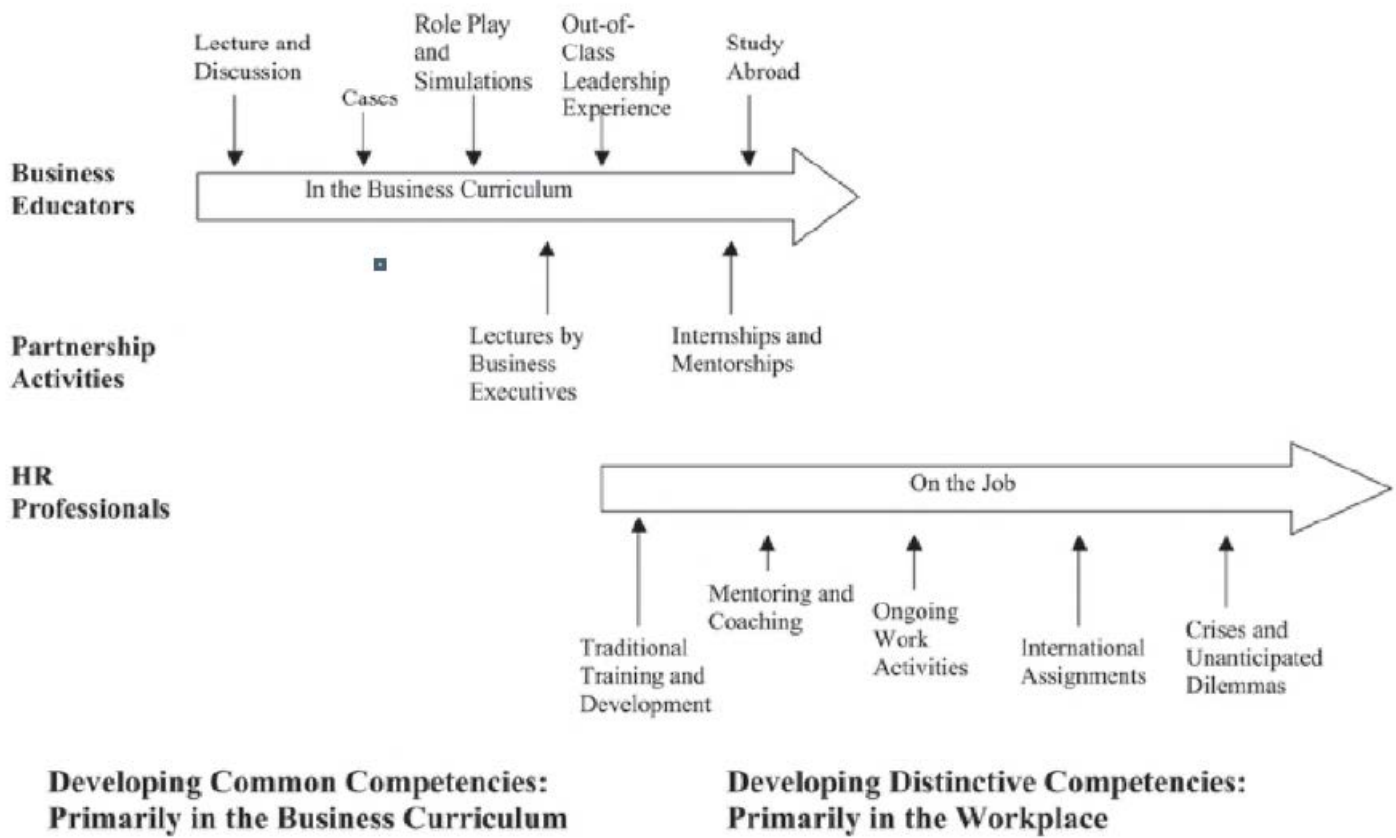 Lecture and
Discussion
Cases
Role Play
and
Simulations
Out-of-
Class
Leadership
Experience
Study
Abroad
Business
Educators
In the Business Curriculum
Partnership
Activities
Lectures by
Business
Executives
Internships and
Mentorships
HR
Professionals
On the Job
Traditional
Training and
Development
Mentoring and
Coaching
Ongoing
Work
Activities
International
Assignments
Crises and
Unanticipated
Dilemmas
Developing Common Competencies:
Primarily in the Business Curriculum
Developing Distinctive Competencies:
Primarily in the Workplace